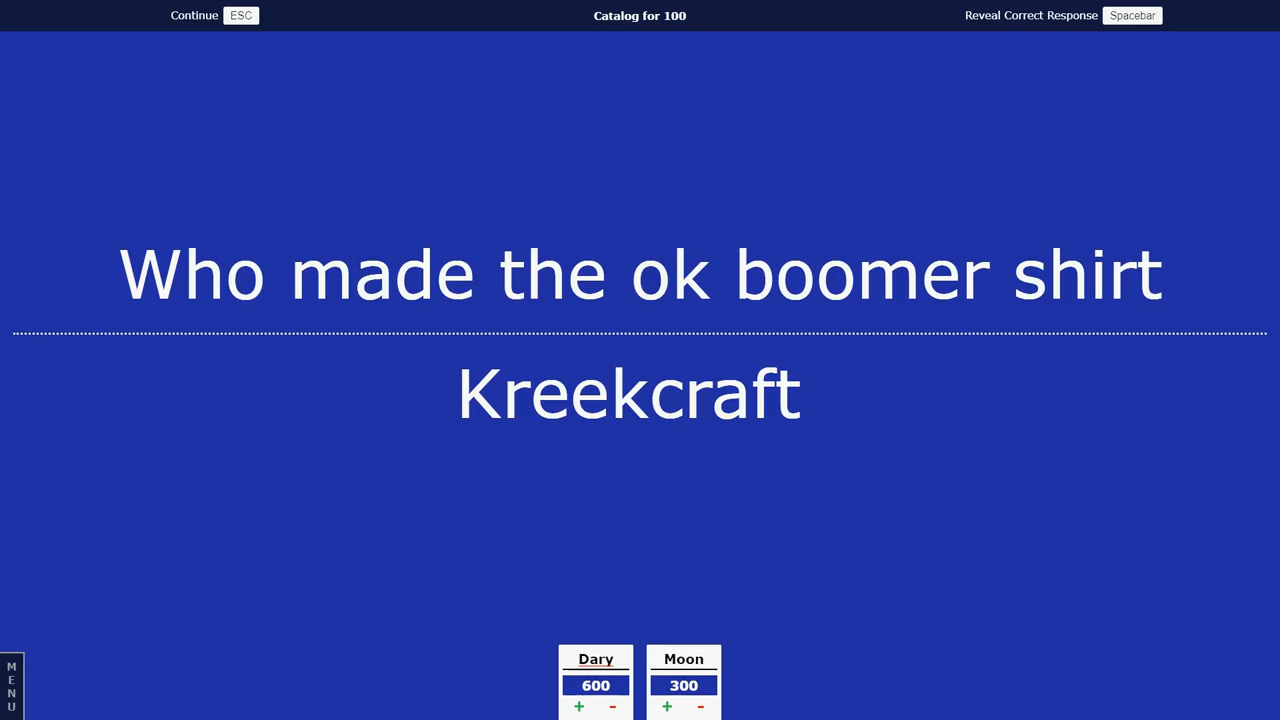 Continue ESC
Catalog for 100
Reveal Correct Response Spacebar
Who made the ok boomer shirt
Kreekcraft
MENU
Dary
600
+ -
Moon
300
+ -